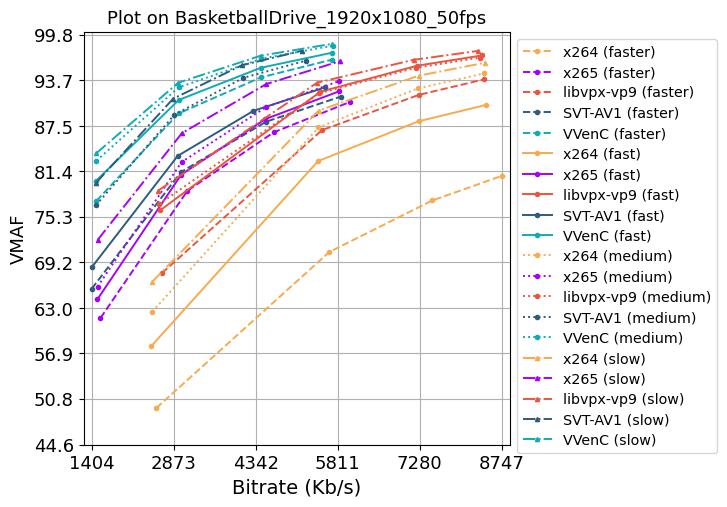 Plot on BasketballDrive_1920x1080_50fps
99.8
93.7
87.5
81.4
75.3
69.2
63.0
56.9
50.8
44.6
VMAF
1404 2873 4342 5811 7280 8747
Bitrate (Kb/s)
x264 (faster)
x265 (faster)
libvpx-vp9 (faster)
SVT-AV1 (faster)
VVenC (faster)
x264 (fast)
x265 (fast)
libvpx-vp9 (fast)
SVT-AV1 (fast)
VVenC (fast)
x264 (medium)
x265 (medium)
libvpx-vp9 (medium)
SVT-AV1 (medium)
VVenC (medium)
x264 (slow)
x265 (slow)
libvpx-vp9 (slow)
SVT-AV1 (slow)
VVenC (slow)